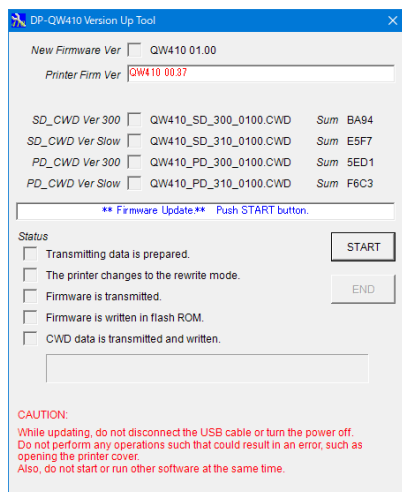 DP-QW410 Version Up Tool
New Firmware Ver QW410 01.00
Printer Firm Ver QW410 00.37
SD_CWD Ver 300 QW410_SD_300_0100.CWD Sum BA94
SD_CWD Ver Slow QW410_SD_310_0100.CWD Sum E5F7
PD_CWD Ver 300 QW410_PD_300_0100.CWD Sum 5ED1
PD_CWD Ver Slow QW410_PD_310_0100.CWD Sum F6C3
** Firmware Update.** Push START button.
Status
Transmitting data is prepared.
START
The printer changes to the rewrite mode.
Firmware is transmitted.
END
Firmware is written in flash ROM.
CWD data is transmitted and written.
CAUTION:
While updating, do not disconnect the USB cable or turn the power off.
Do not perform any operations such that could result in an error, such as
opening the printer cover.
Also, do not start or run other software at the same time.